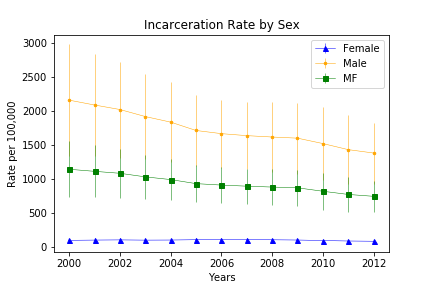 Incarceration Rate by Sex
Female
Male
MF
Rate per 100,000
3000
2500
2000
1500
1000
500
0
2000 2002 2004 2006 2008 2010 2012
Years